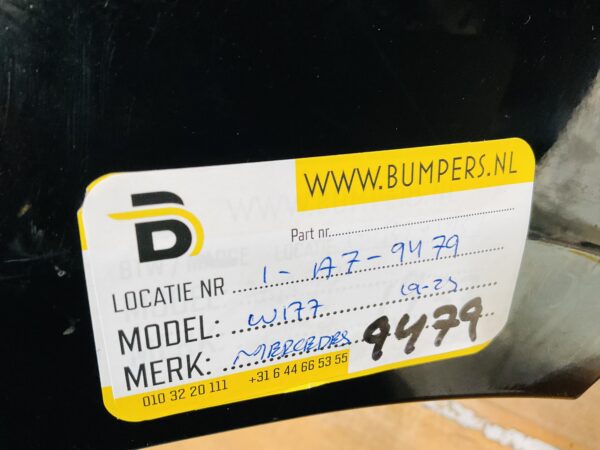 WWW.BUMPERS.NL
B
Part nr.
LOCATIE NR 1-1A7-9479
MODEL: W177 19-23
MERK: MERCEDES 9479
010 32 20 111 +31 6 44 66 53 55